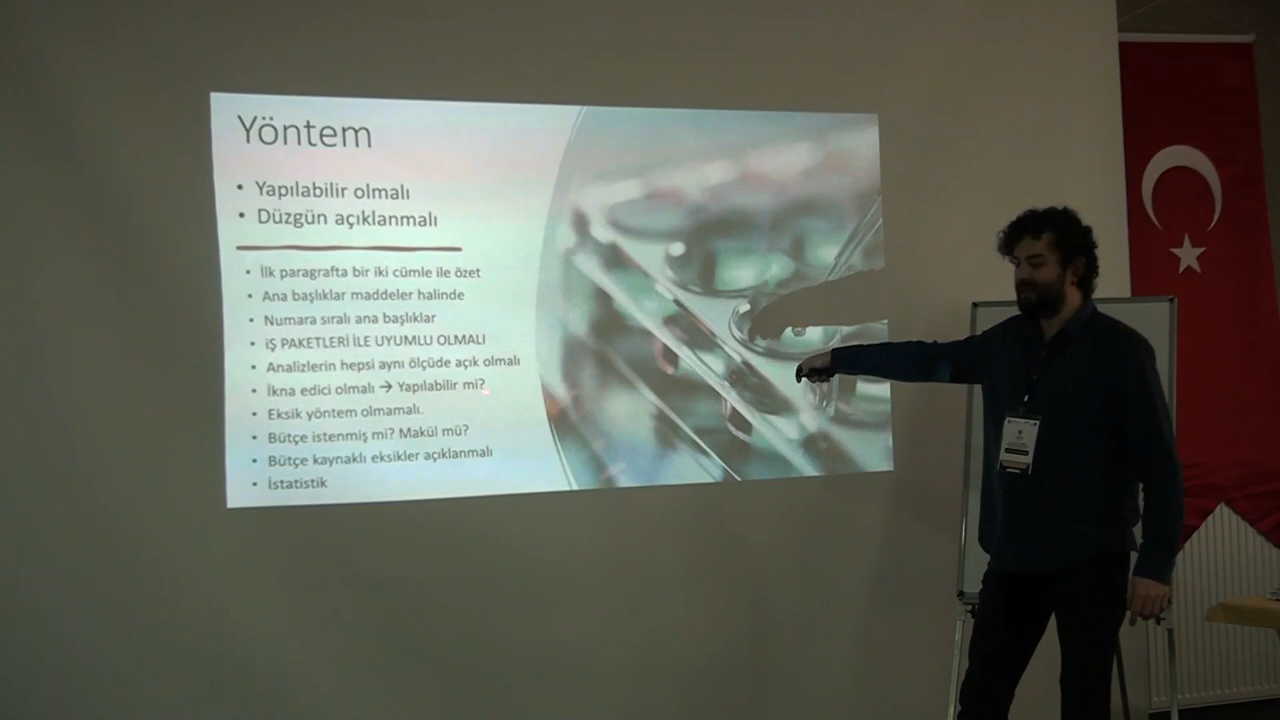 Yöntem
• Yapılabilir olmalı
• Düzgün açıklanmalı
• İlk paragrafta bir iki cümle ile özet
• Ana başlıklar maddeler halinde
• Numara sıralı ana başlıklar
• İŞ PAKETLERİ İLE UYUMLU OLMALI
• Analizlerin hepsi aynı ölçüde açık olmalı
• İkna edici olmalı → Yapılabilir mi?
• Eksik yöntem olmamalı.
• Bütçe istenmiş mi? Makül mü?
• Bütçe kaynaklı eksikler açıklanmalı
• İstatistik